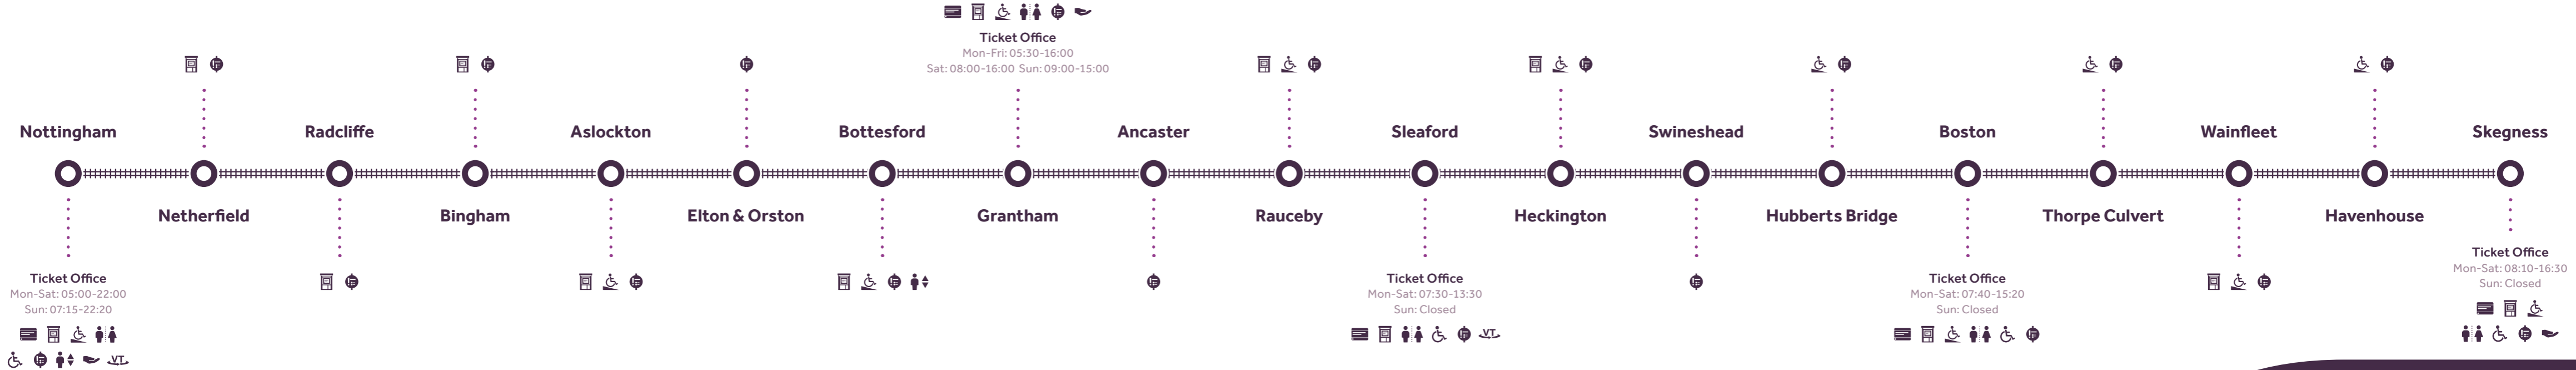 Ticket Office
Mon-Fri: 05:30-16:00
Sat: 08:00-16:00 Sun: 09:00-15:00
Nottingham
Radcliffe
Aslockton
Bottesford
Ancaster
Sleaford
Swineshead
Boston
Wainfleet
Skegness
Netherfield
Bingham
Elton & Orston
Grantham
Rauceby
Heckington
Hubberts Bridge
Thorpe Culvert
Havenhouse
Ticket Office
Mon-Sat: 05:00-22:00
Sun: 07:15-22:20
Ticket Office
Mon-Sat: 07:30-13:30
Sun: Closed
VT
Ticket Office
Mon-Sat: 07:40-15:20
Sun: Closed
Ticket Office
Mon-Sat: 08:10-16:30
Sun: Closed
VT